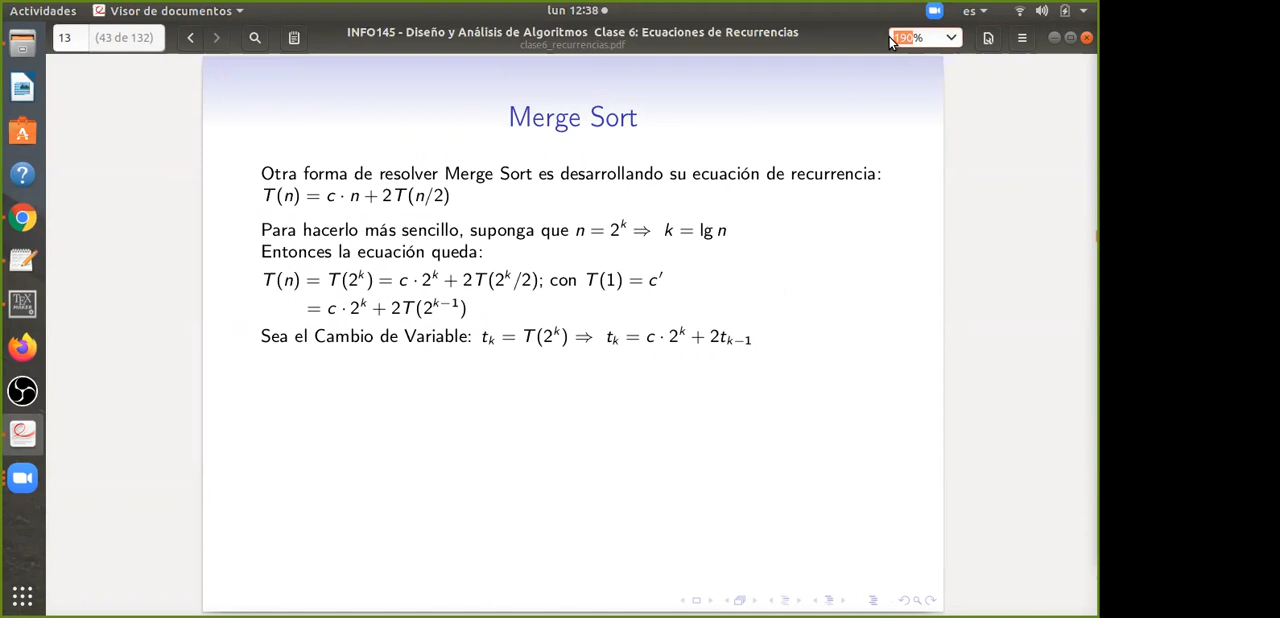 Actividades
Visor de documentos
lun 12:38
es
13
(43 de 132)
INFO145 - Diseño y Análisis de Algoritmos Clase 6: Ecuaciones de Recurrencias
clase6_recurrencias.pdf
190%
Merge Sort
Otra forma de resolver Merge Sort es desarrollando su ecuación de recurrencia:
T(n) = c · n + 2T(n/2)
Para hacerlo más sencillo, suponga que n = 2^k ⇒ k = lg n
Entonces la ecuación queda:
T(n) = T(2^k) = c · 2^k + 2T(2^k/2); con T(1) = c′
= c · 2^k + 2T(2^{k−1})
Sea el Cambio de Variable: t_k = T(2^k) ⇒ t_k = c · 2^k + 2t_{k−1}